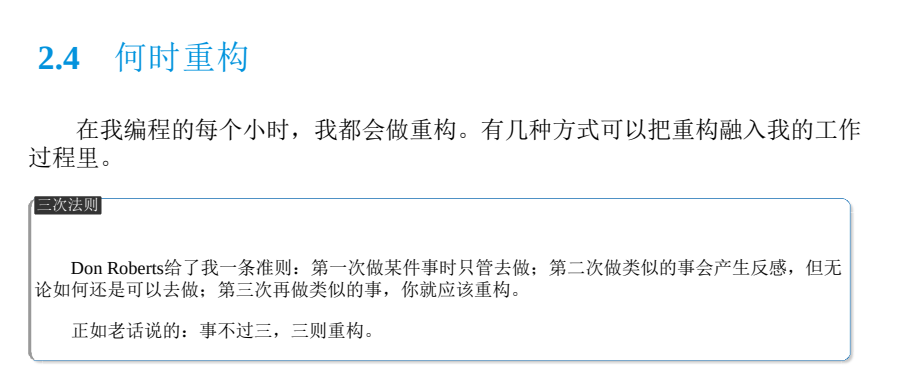 2.4 何时重构
在我编程的每个小时，我都会做重构。有几种方式可以把重构融入我的工作
过程里。
三次法则
Don Roberts给了我一条准则：第一次做某件事时只管去做；第二次做类似的事会产生反感，但无
论如何还是可以去做；第三次再做类似的事，你就应该重构。
正如老话说的：事不过三，三则重构。